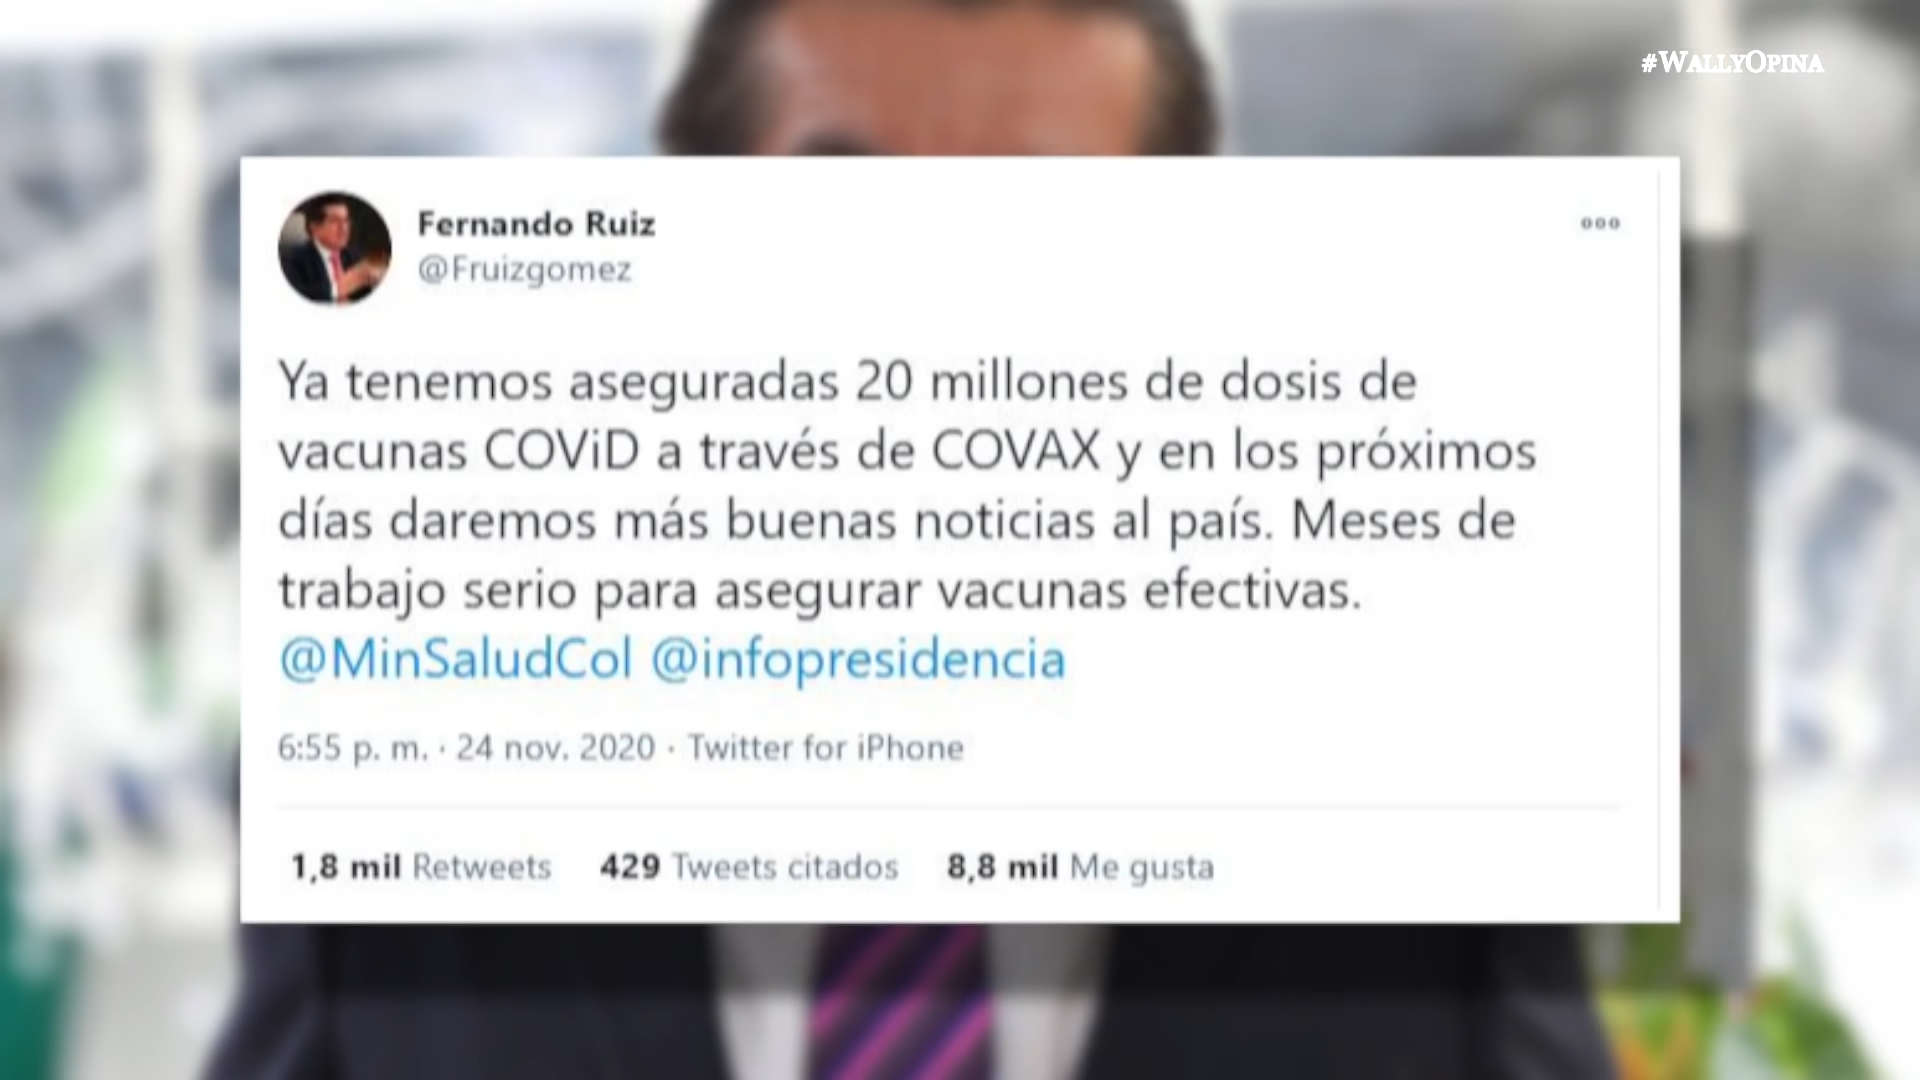 #WALLYOPINA
Fernando Ruiz
@Fruizgomez
Ya tenemos aseguradas 20 millones de dosis de
vacunas COViD a través de COVAX y en los próximos
días daremos más buenas noticias al país. Meses de
trabajo serio para asegurar vacunas efectivas.
@MinSaludCol @infopresidencia
6:55 p. m. · 24 nov. 2020 · Twitter for iPhone
1,8 mil Retweets 429 Tweets citados 8,8 mil Me gusta